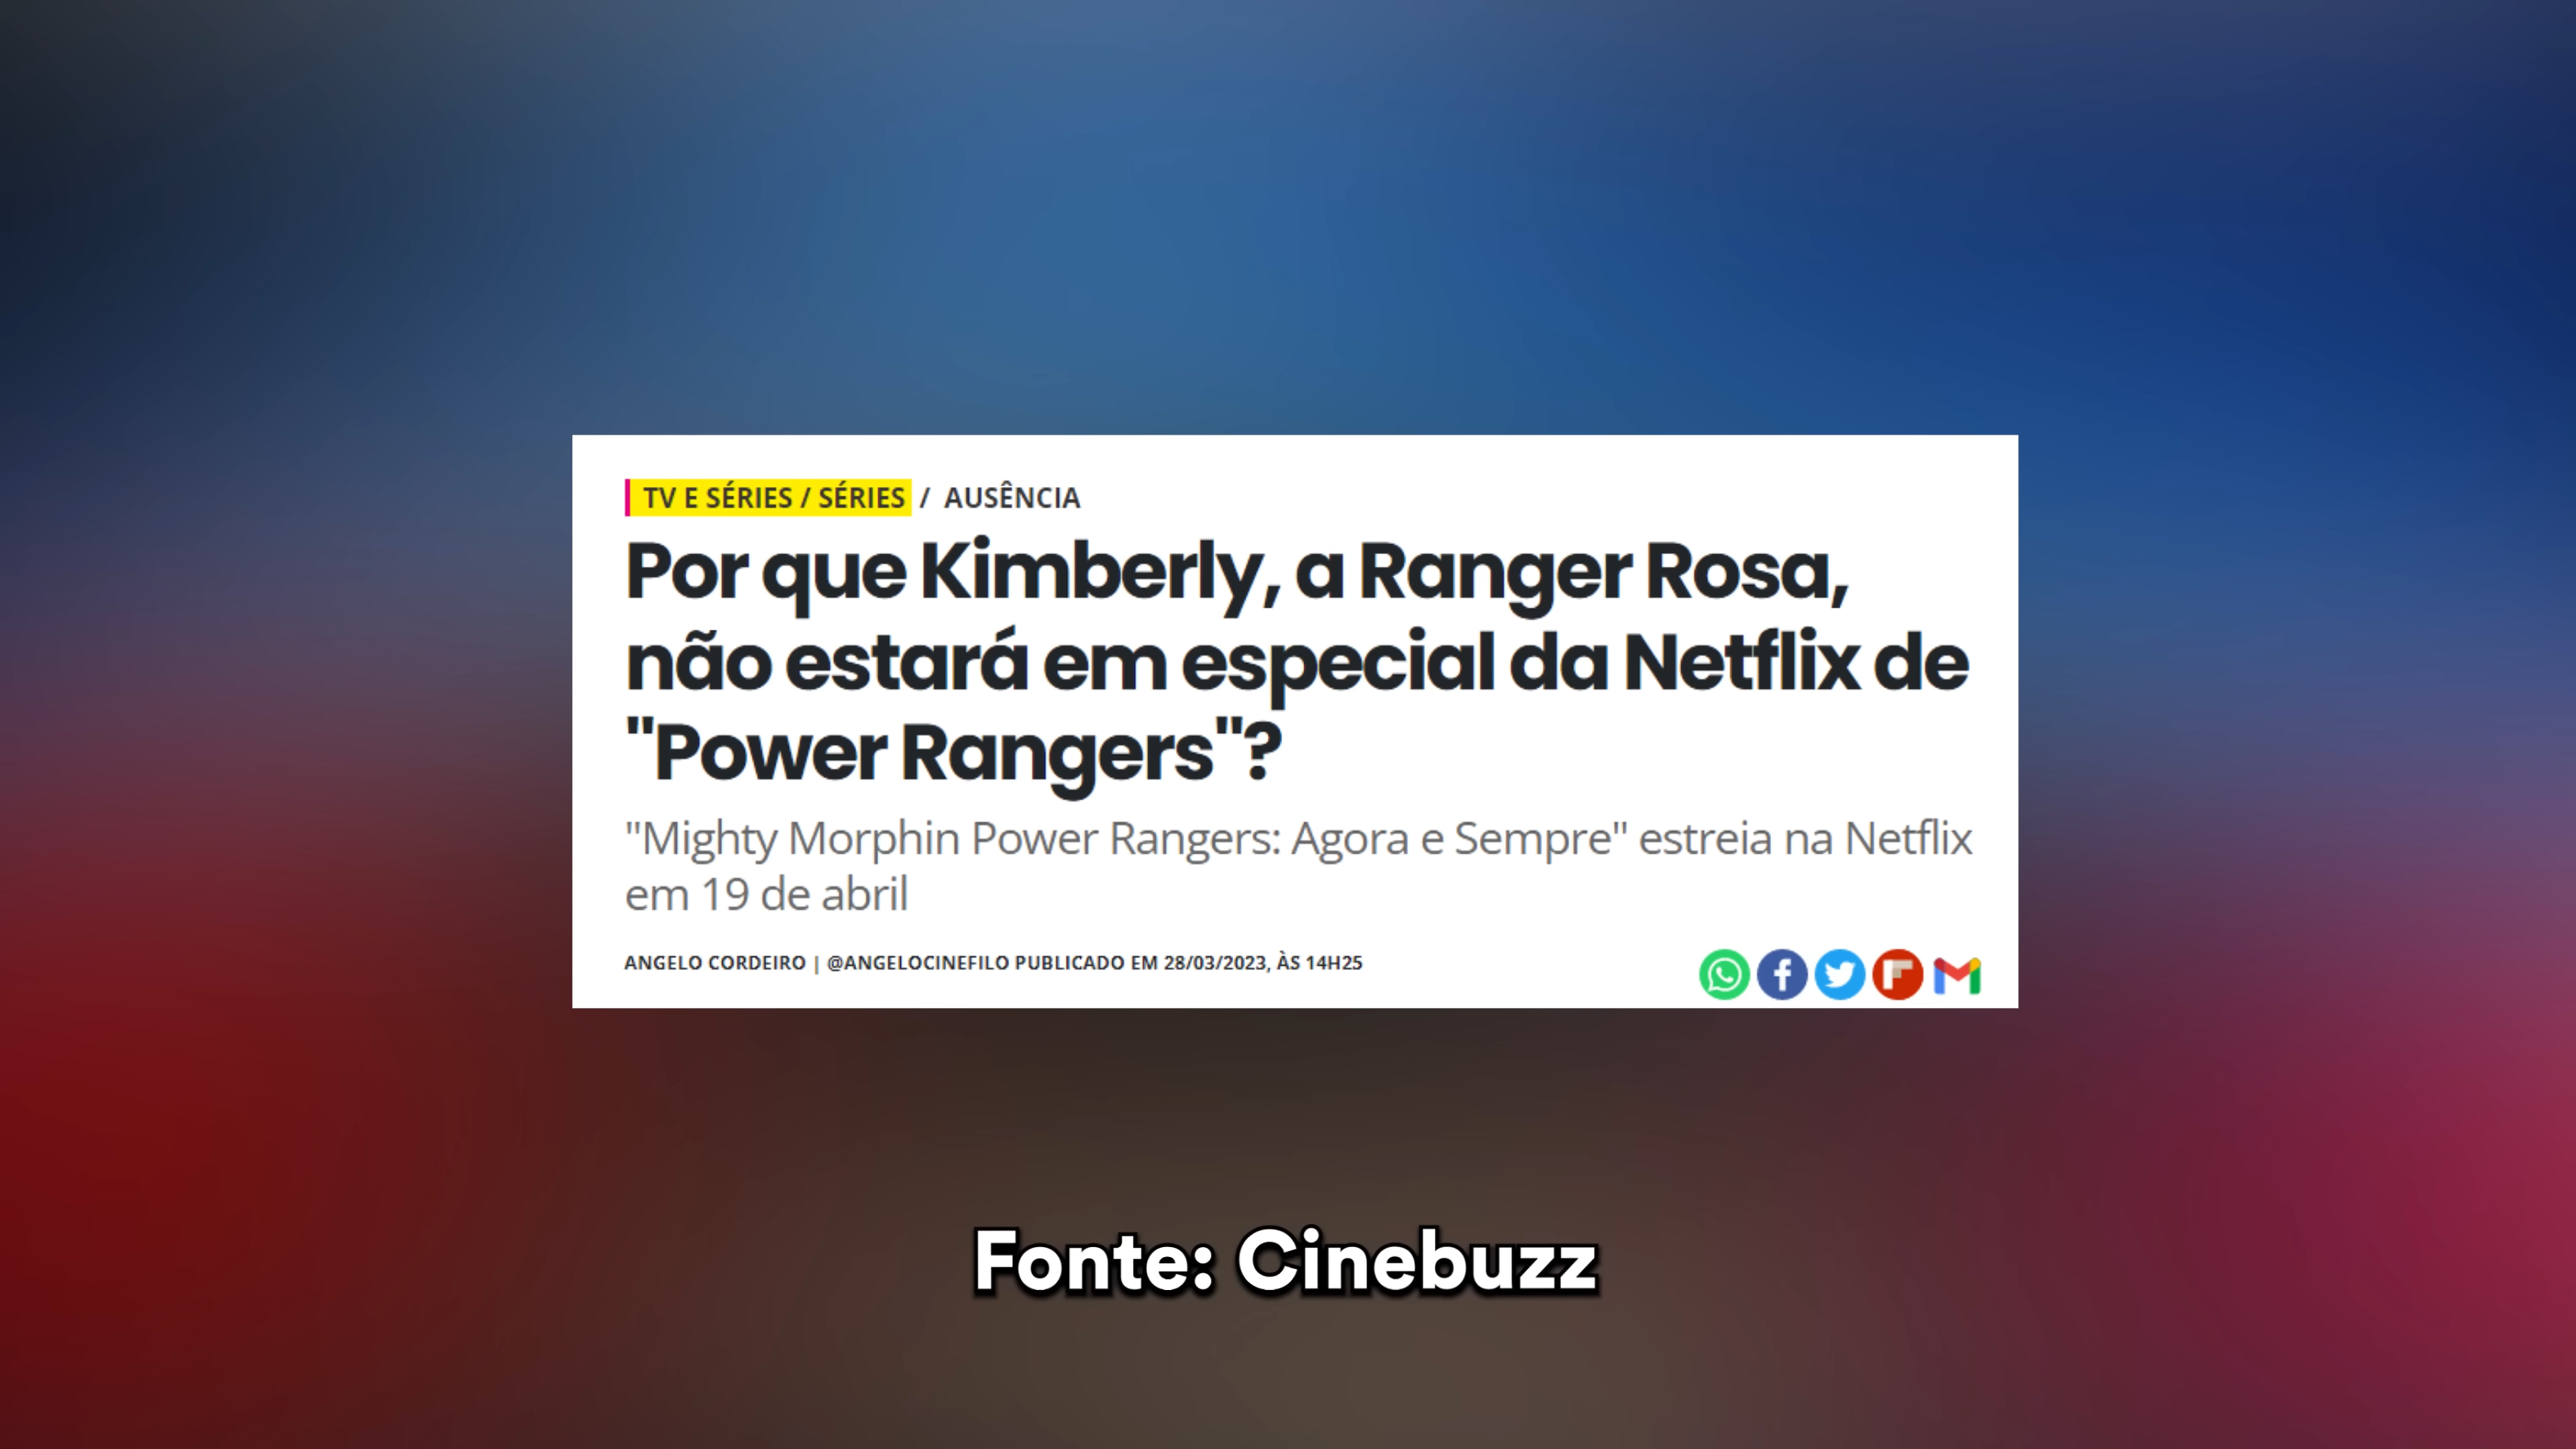 TV E SÉRIES / SÉRIES / AUSÊNCIA
Por que Kimberly, a Ranger Rosa,
não estará em especial da Netflix de
"Power Rangers"?
"Mighty Morphin Power Rangers: Agora e Sempre" estreia na Netflix
em 19 de abril
ANGELO CORDEIRO | @ANGELOCINEFILO PUBLICADO EM 28/03/2023, ÀS 14H25
Fonte: Cinebuzz